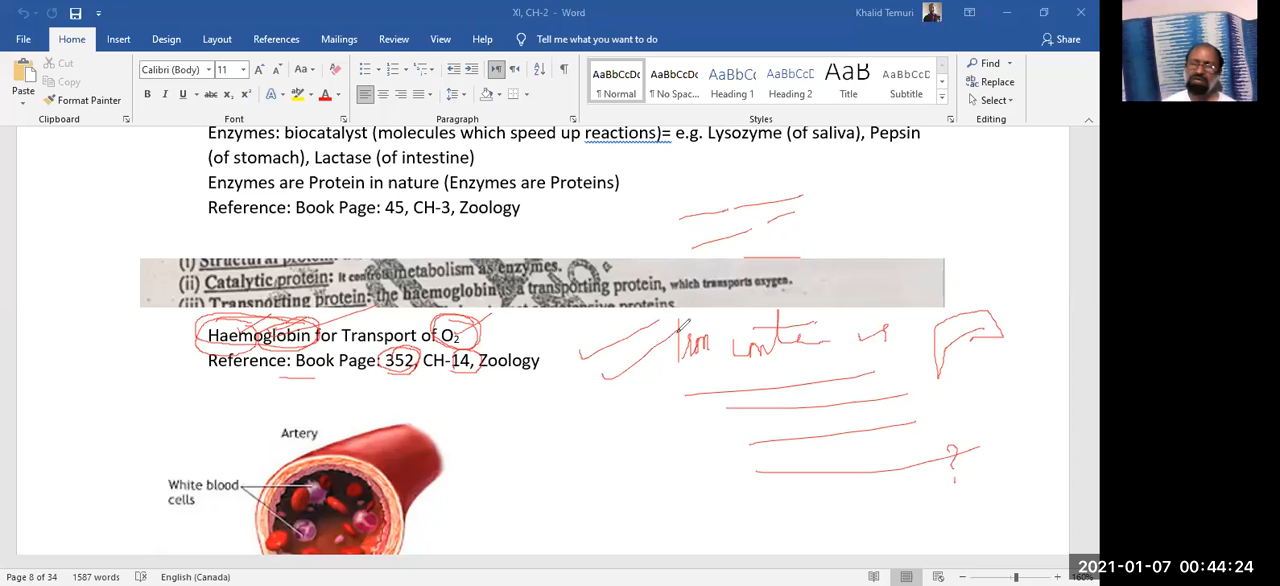 XI, CH-2 - Word
Khalid Temuri
File Home Insert Design Layout References Mailings Review View Help Tell me what you want to do Share
Paste
Cut
Copy
Format Painter
Clipboard
Calibri (Body) 11
Font
Paragraph
AaBbCcDc AaBbCcDc AaBbCc AaBbCcD AaB AaBbCcD
¶ Normal ¶ No Spac... Heading 1 Heading 2 Title Subtitle
Styles
Find
Replace
Select
Editing
Enzymes: biocatalyst (molecules which speed up reactions)= e.g. Lysozyme (of saliva), Pepsin
(of stomach), Lactase (of intestine)
Enzymes are Protein in nature (Enzymes are Proteins)
Reference: Book Page: 45, CH-3, Zoology
(i) Structural protein:
(ii) Catalytic protein: It controls metabolism as enzymes.
(iii) Transporting protein: the haemoglobin is a transporting protein, which transports oxygen.
proteins.
Haemoglobin for Transport of O2
Reference: Book Page: 352, CH-14, Zoology
Iron
?
Artery
White blood
cells
Page 8 of 34 1587 words English (Canada) 160%
2021-01-07 00:44:24